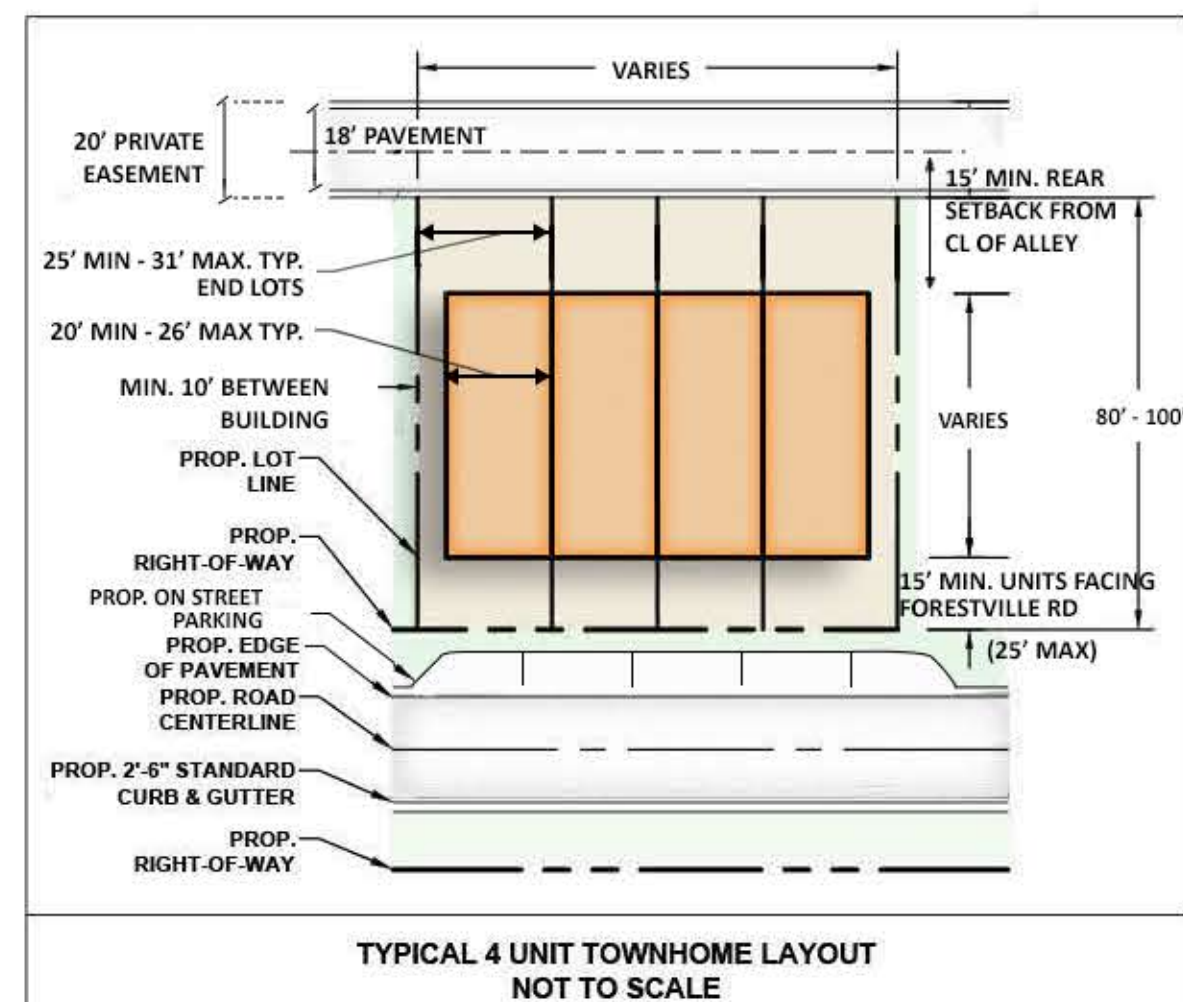 VARIES
20' PRIVATE
EASEMENT
18' PAVEMENT
15' MIN. REAR
SETBACK FROM
CL OF ALLEY
25' MIN - 31' MAX. TYP.
END LOTS
20' MIN - 26' MAX TYP.
MIN. 10' BETWEEN
BUILDING
VARIES
80' - 100'
PROP. LOT
LINE
PROP.
RIGHT-OF-WAY
15' MIN. UNITS FACING
FORESTVILLE RD
(25' MAX)
PROP. ON STREET
PARKING
PROP. EDGE
OF PAVEMENT
PROP. ROAD
CENTERLINE
PROP. 2'-6" STANDARD
CURB & GUTTER
PROP.
RIGHT-OF-WAY
TYPICAL 4 UNIT TOWNHOME LAYOUT
NOT TO SCALE